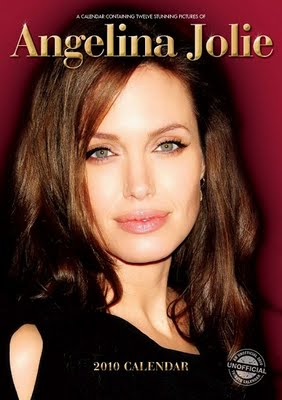 A CALENDAR CONTAINING TWELVE STUNNING PICTURES OF
Angelina Jolie
2010 CALENDAR
UNOFFICIAL